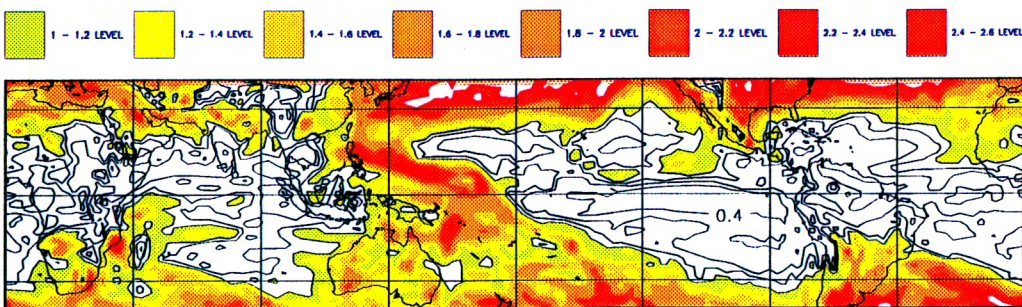 1 - 1.2 LEVEL
1.2 - 1.4 LEVEL
1.4 - 1.6 LEVEL
1.6 - 1.8 LEVEL
1.8 - 2 LEVEL
2 - 2.2 LEVEL
2.2 - 2.4 LEVEL
2.4 - 2.6 LEVEL
0.4